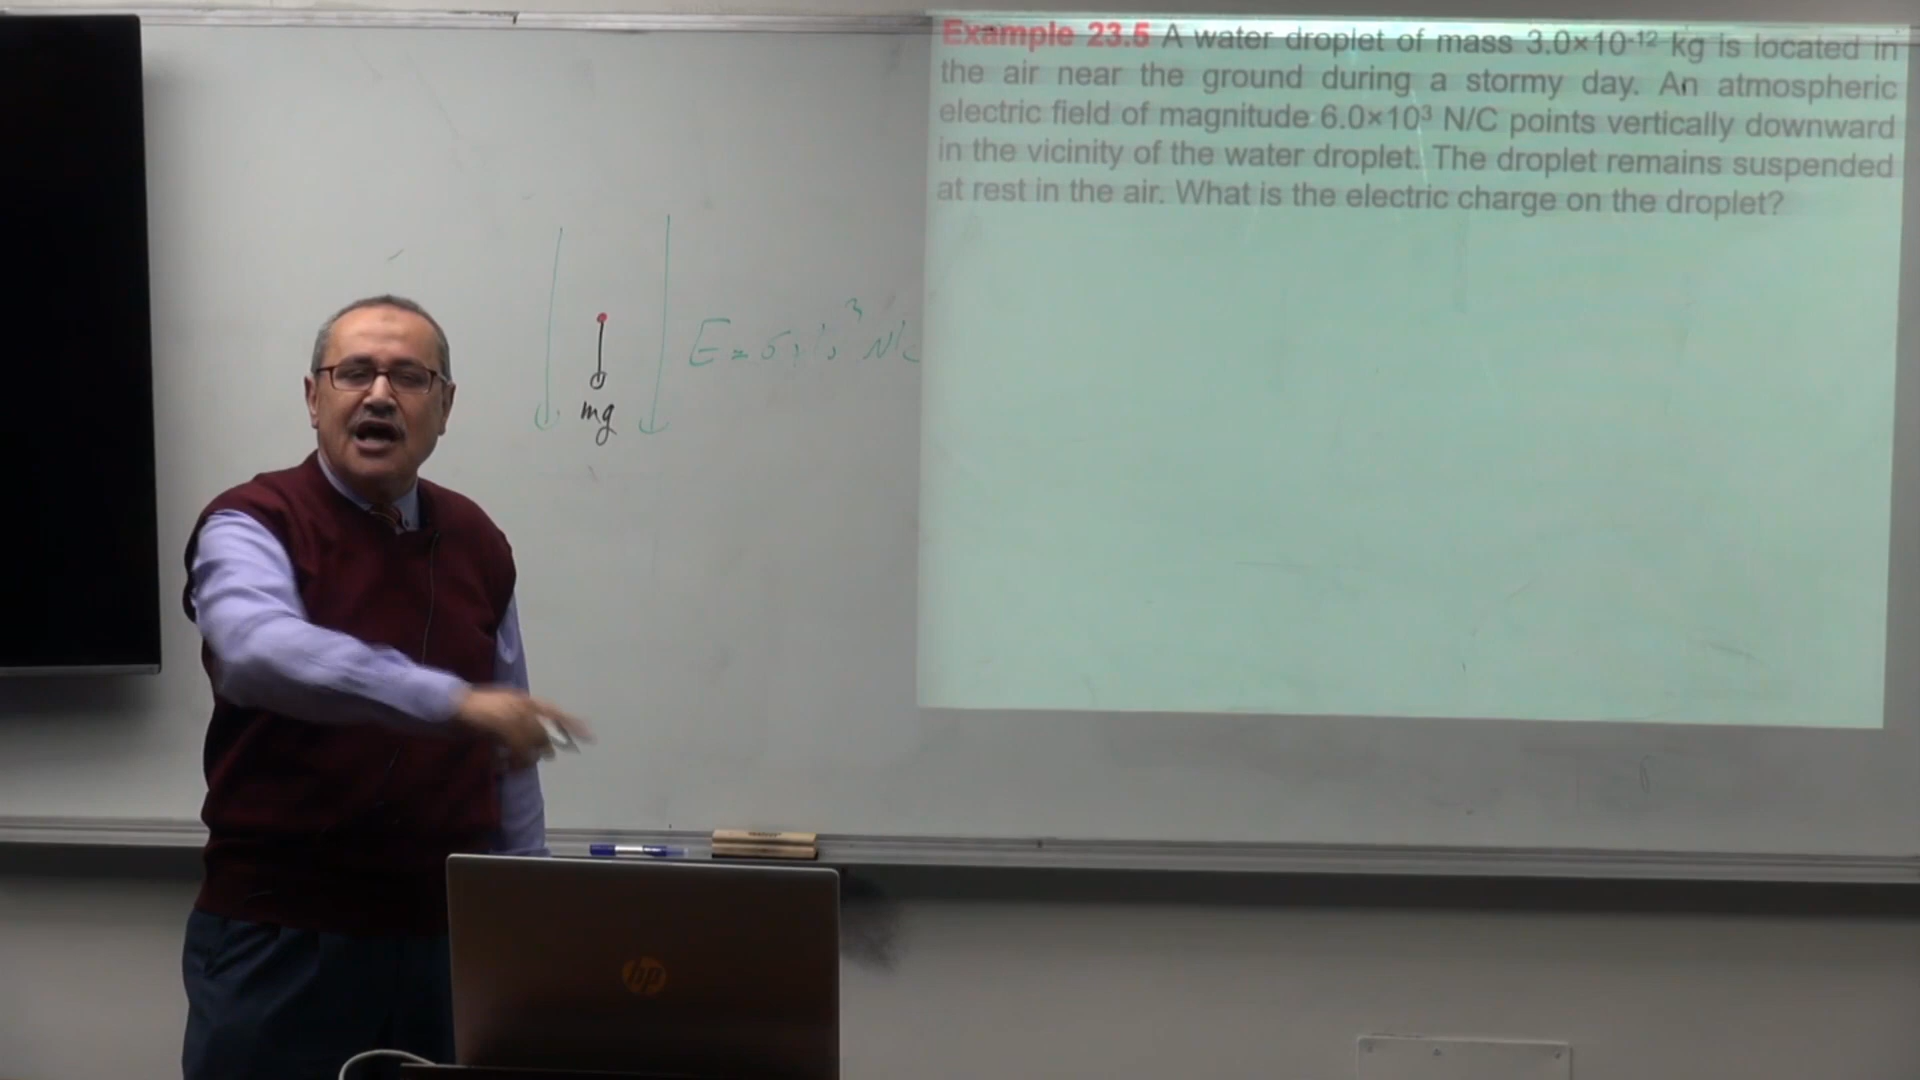 Example 23.5 A water droplet of mass 3.0×10⁻¹² kg is located in
the air near the ground during a stormy day. An atmospheric
electric field of magnitude 6.0×10³ N/C points vertically downward
in the vicinity of the water droplet. The droplet remains suspended
at rest in the air. What is the electric charge on the droplet?
mg
hp